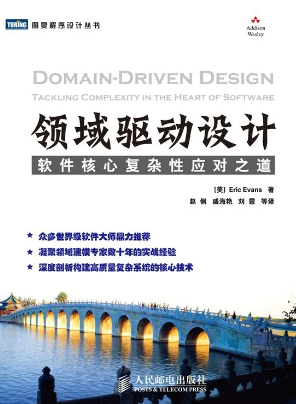 TURING
图灵程序设计丛书
Addison
Wesley
DOMAIN-DRIVEN DESIGN
TACKLING COMPLEXITY IN THE HEART OF SOFTWARE
领域驱动设计
软件核心复杂性应对之道
[美] Eric Evans 著
赵俐 盛海艳 刘霞 等译
★ 众多世界级软件大师鼎力推荐
★ 凝聚领域建模专家数十年的实战经验
★ 深度剖析构建高质量复杂系统的核心技术
人民邮电出版社
POSTS & TELECOM PRESS